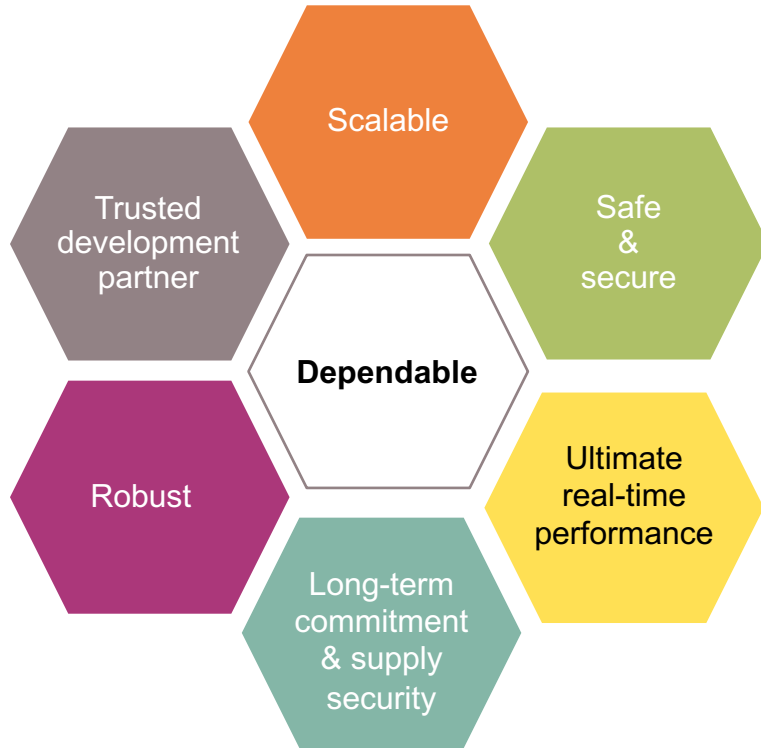 Scalable
Trusted
development
partner
Safe
&
secure
Dependable
Robust
Ultimate
real-time
performance
Long-term
commitment
& supply
security